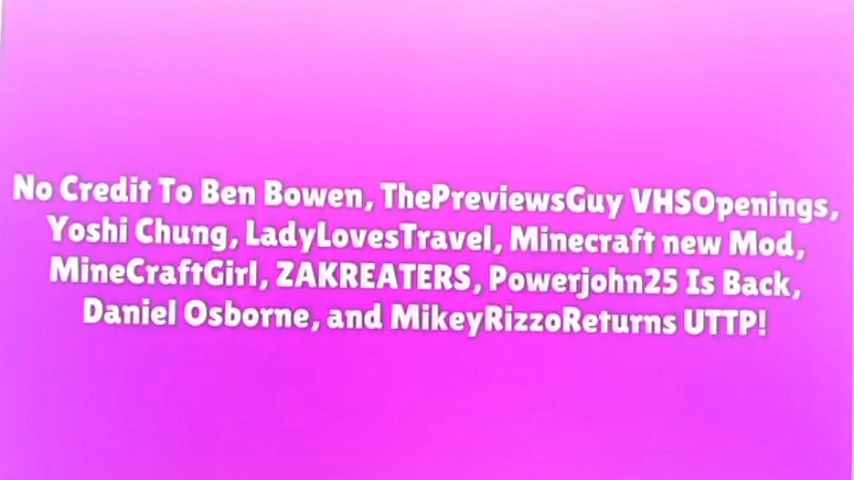 No Credit To Ben Bowen, ThePreviewsGuy VHSOpenings,
Yoshi Chung, LadyLovesTravel, Minecraft new Mod,
MineCraftGirl, ZAKREATERS, Powerjohn25 Is Back,
Daniel Osborne, and MikeyRizzoReturns UTTP!